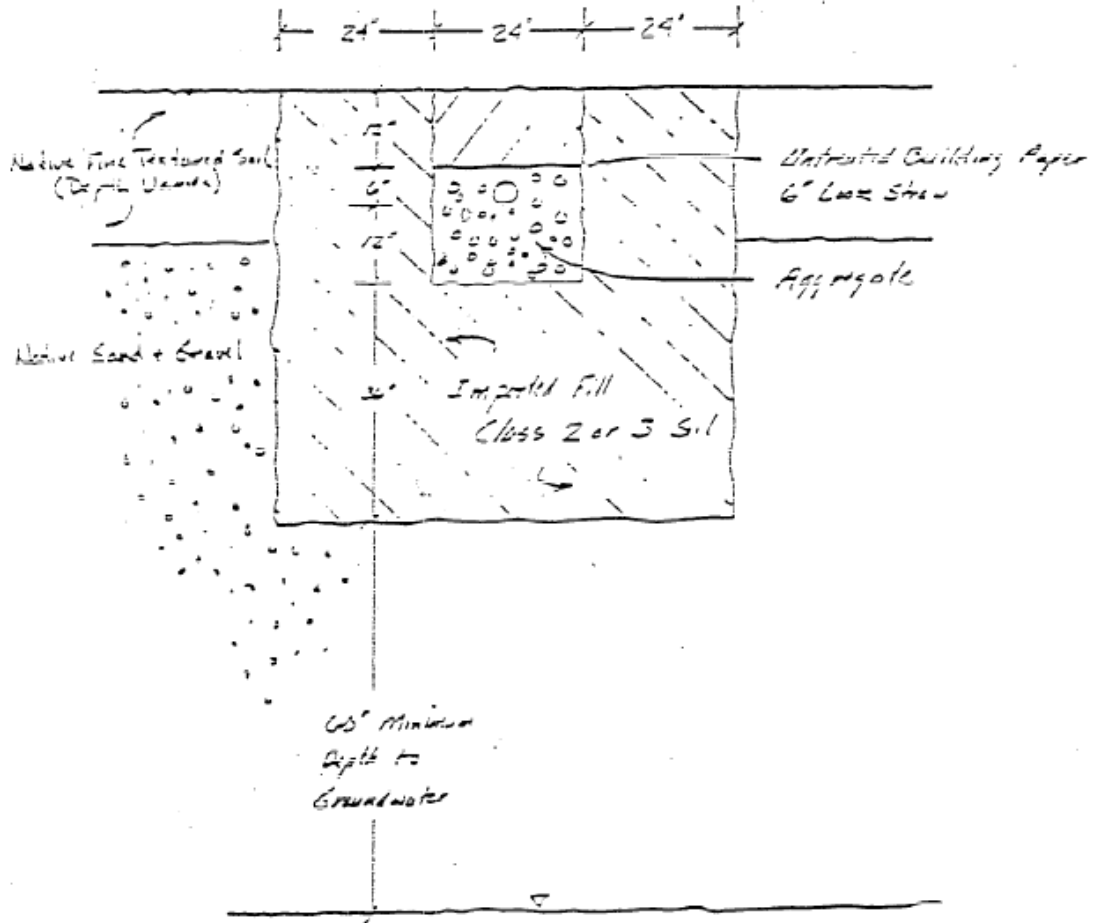 24" 24" 24"
12"
Native Fine Textured Soil
(Depth Varies)
6"
Untreated Building Paper
6" Loose Straw
12"
Aggregate
Native Sand + Gravel
Imported Fill
Class 2 or 3 Soil
Minimum
Depth to
Groundwater